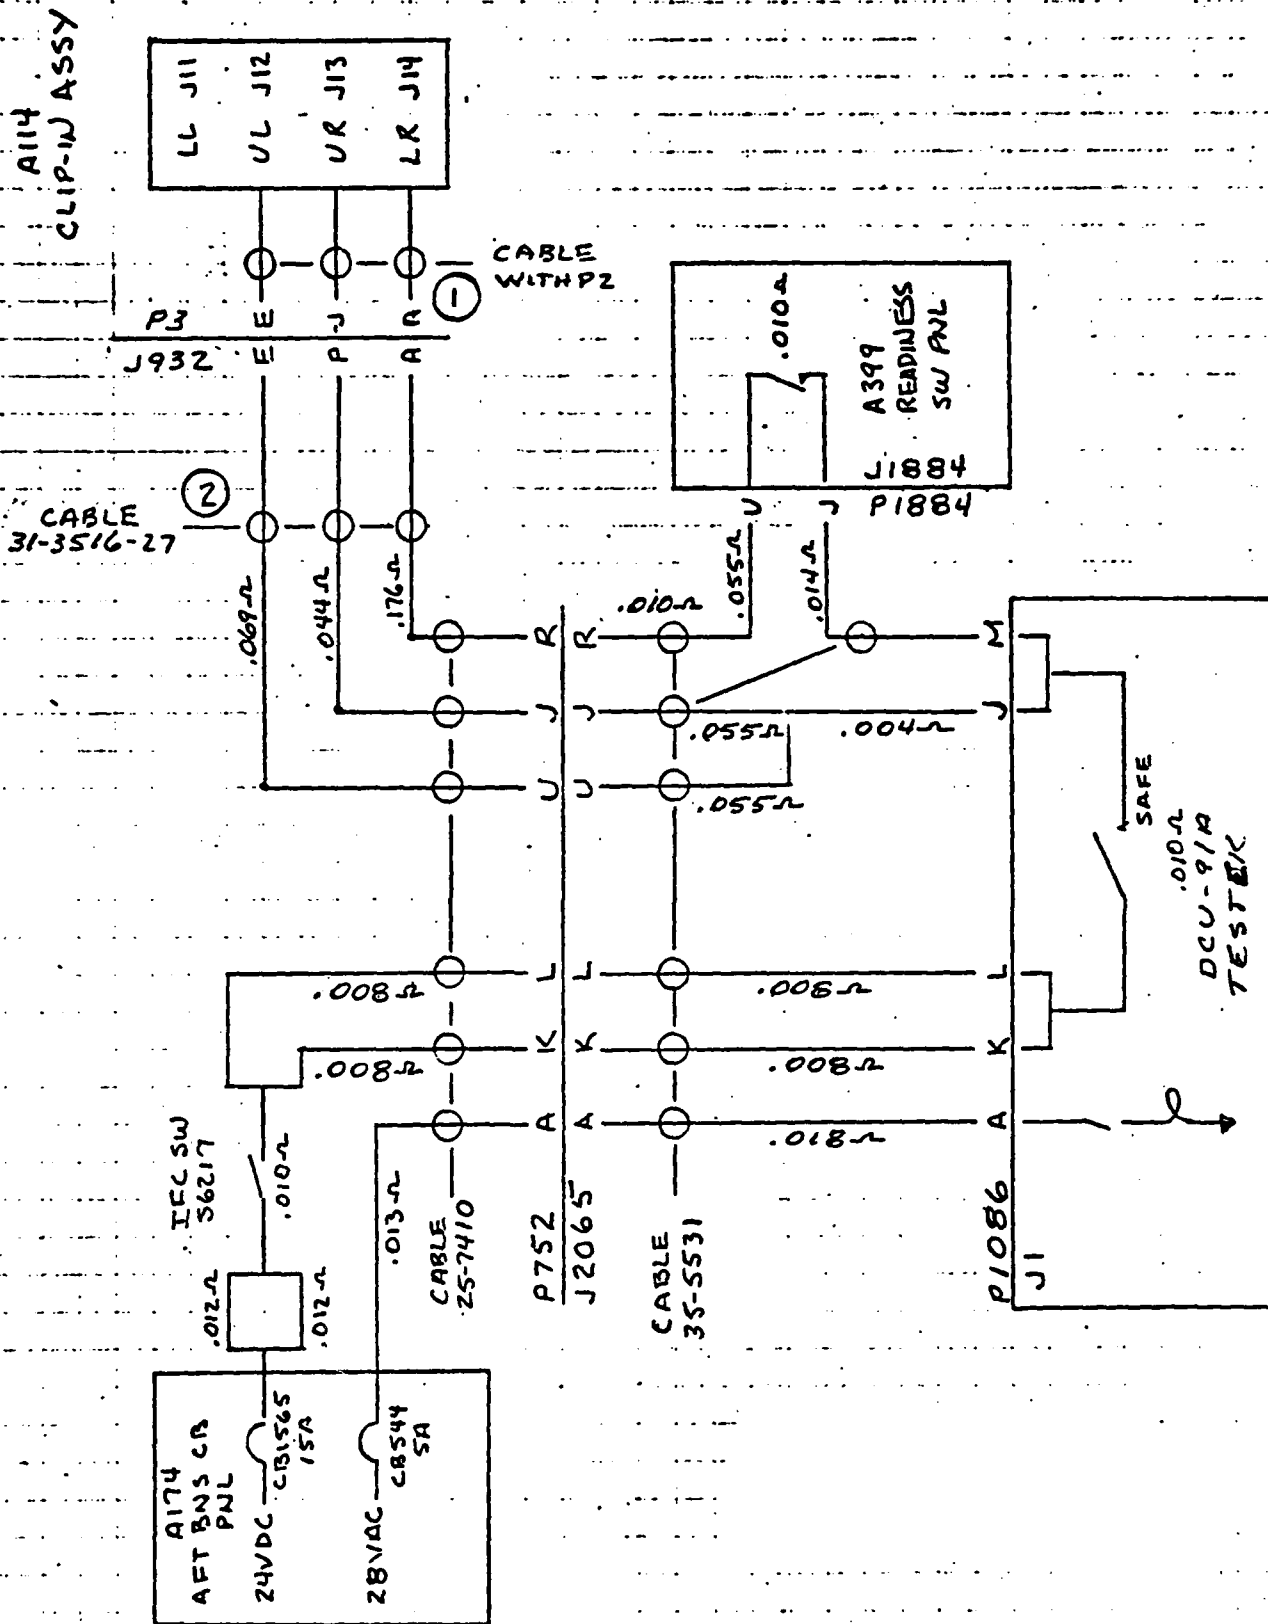 A114
CLIP-IN ASSY
LL J11
UL J12
UR J13
LR J14
CABLE
WITH P2
1
P3
E J A
J932
E P A
2
CABLE
31-3516-27
.069Ω
.044Ω
.176Ω
.010Ω
A399
READINESS
SW PNL
J1884
P1884
U J
.055Ω
.014Ω
.010Ω
R R
M
J J
.055Ω
.004Ω
J
U U
.055Ω
SAFE
.010Ω
DCU-9/A
TESTER
.008Ω
L L
.008Ω
L
.008Ω
K K
.008Ω
K
A A
.018Ω
A
IFC SW
S6217
.010Ω
.013Ω
CABLE
25-7410
P752
J2065
CABLE
35-5531
P1086
J1
.012Ω
.012Ω
A174
AFT BNS CB
PNL
24VDC
CB1565
15A
28VAC
CB544
5A